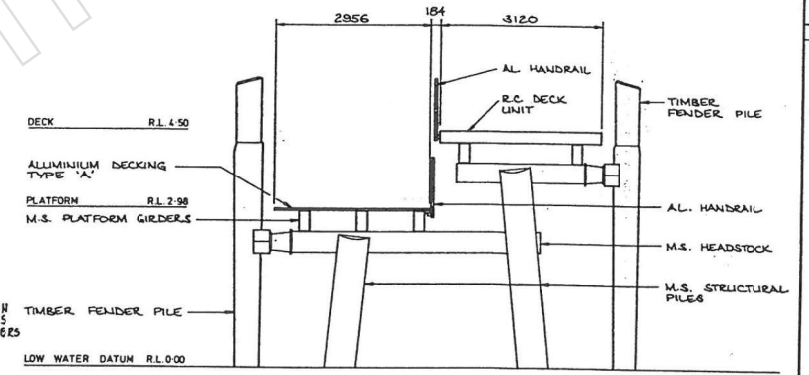 2956
184
3120
AL. HANDRAIL
R.C. DECK
UNIT
TIMBER
FENDER PILE
DECK R.L. 4·50
ALUMINIUM DECKING
TYPE 'A'
PLATFORM R.L. 2·98
M.S. PLATFORM GIRDERS
AL. HANDRAIL
M.S. HEADSTOCK
M.S. STRUCTURAL
PILES
TIMBER FENDER PILE
LOW WATER DATUM R.L. 0·00